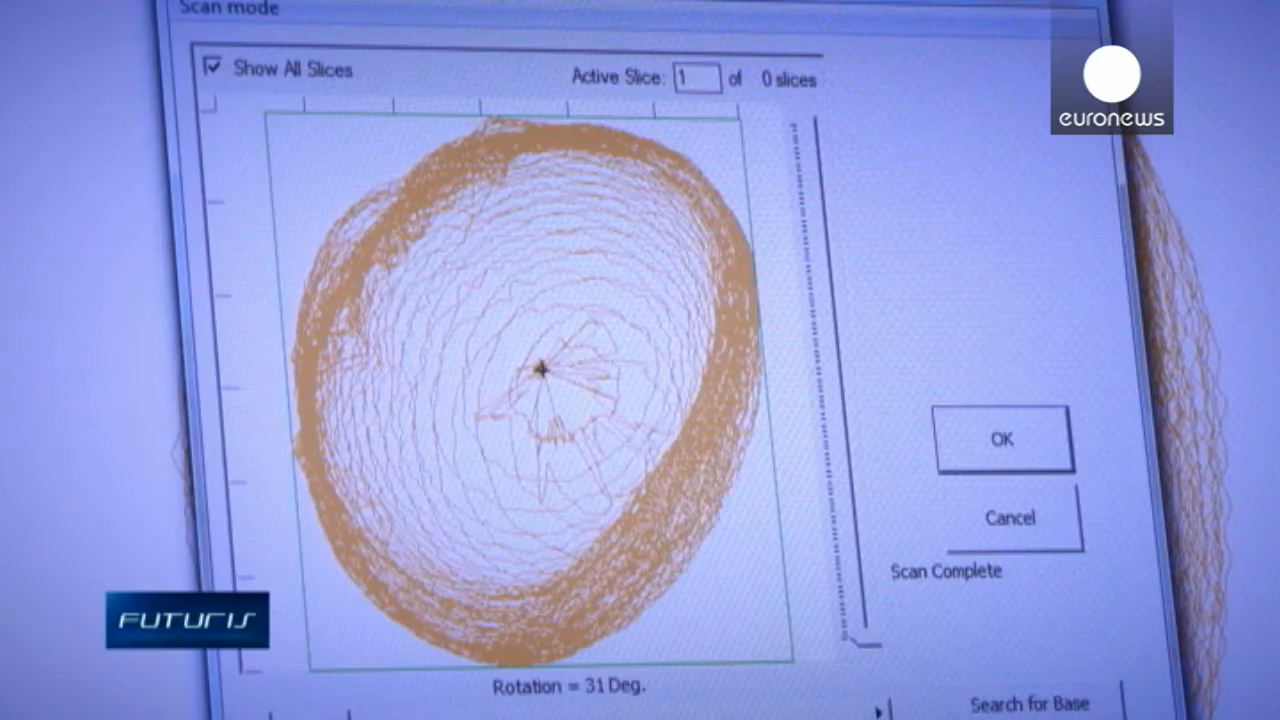 Scan mode
Show All Slices
Active Slice: 1 of 0 slices
euronews
OK
Cancel
Scan Complete
FUTURIS
Rotation = 31 Deg.
Search for Base